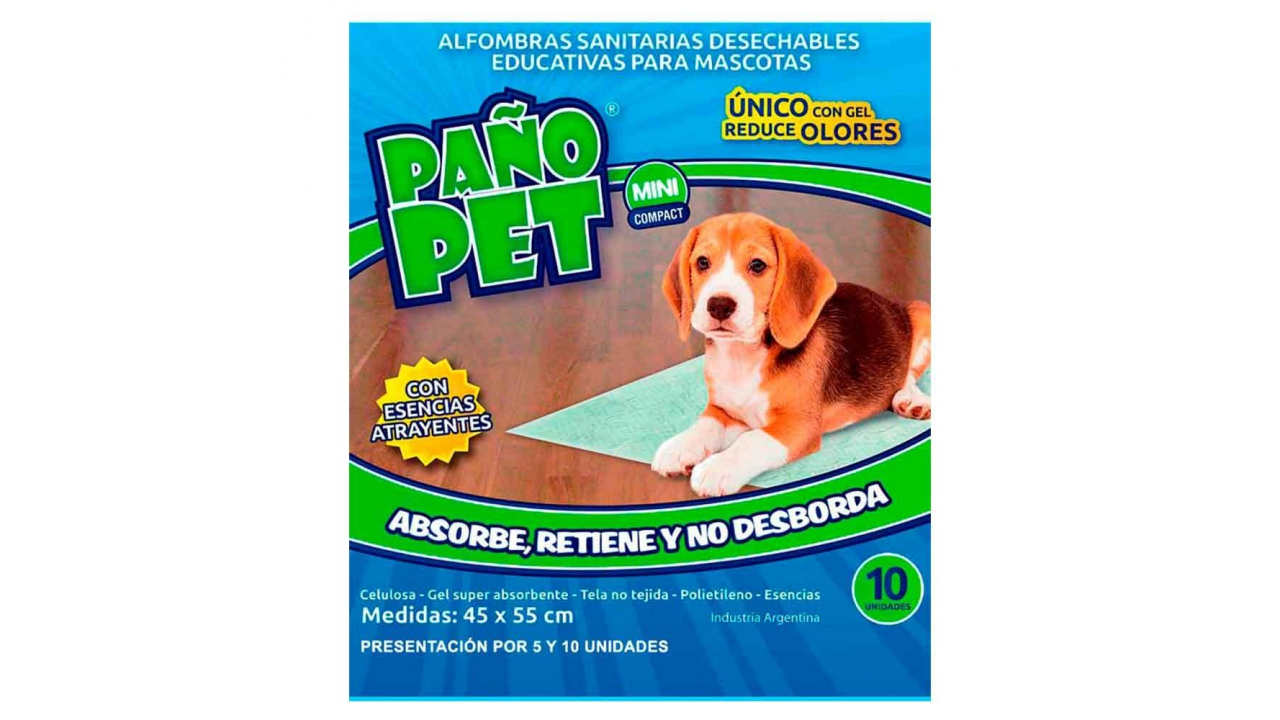 ALFOMBRAS SANITARIAS DESECHABLES
EDUCATIVAS PARA MASCOTAS
PAÑO
PET
®
ÚNICO CON GEL
REDUCE OLORES
MINI
COMPACT
CON
ESENCIAS
ATRAYENTES
ABSORBE, RETIENE Y NO DESBORDA
10
UNIDADES
Celulosa - Gel super absorbente - Tela no tejida - Polietileno - Esencias
Medidas: 45 x 55 cm
Industria Argentina
PRESENTACIÓN POR 5 Y 10 UNIDADES